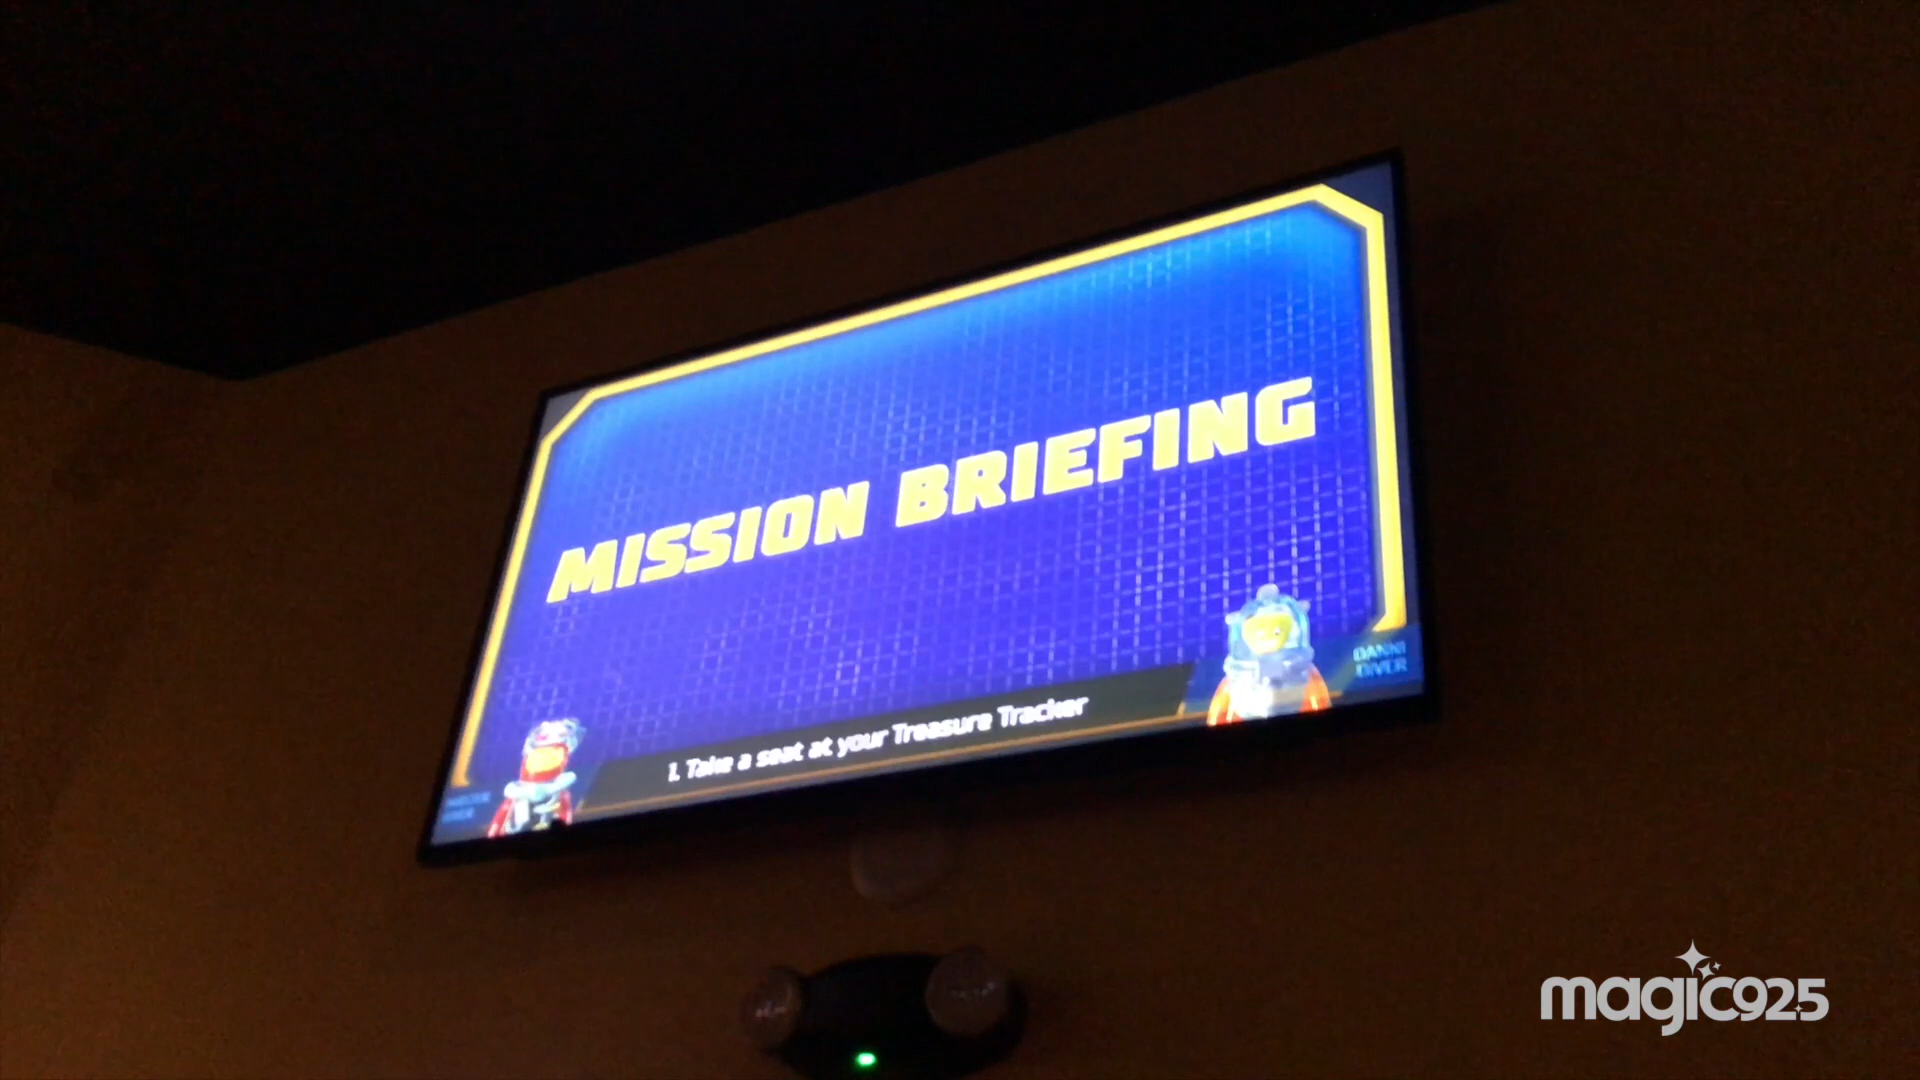 MISSION BRIEFING
DANNI
DIVER
1. Take a seat at your Treasure Tracker
magic925